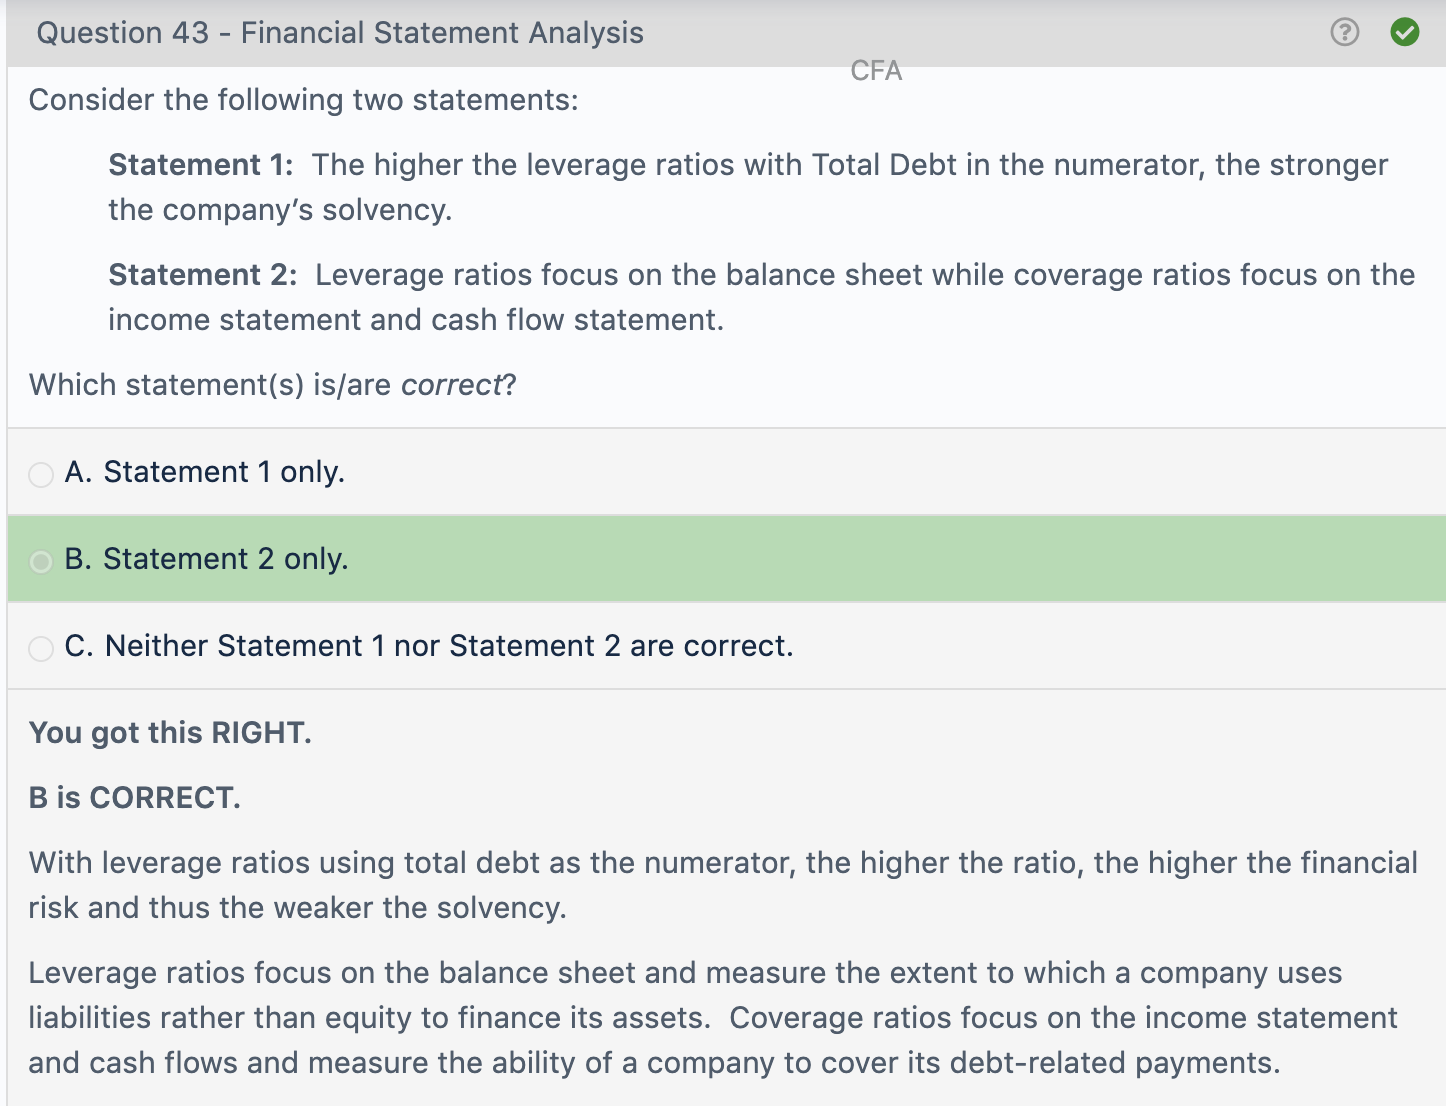 Question 43 - Financial Statement Analysis
CFA
Consider the following two statements:
Statement 1:  The higher the leverage ratios with Total Debt in the numerator, the stronger
the company’s solvency.
Statement 2:  Leverage ratios focus on the balance sheet while coverage ratios focus on the
income statement and cash flow statement.
Which statement(s) is/are correct?
A. Statement 1 only.
B. Statement 2 only.
C. Neither Statement 1 nor Statement 2 are correct.
You got this RIGHT.
B is CORRECT.
With leverage ratios using total debt as the numerator, the higher the ratio, the higher the financial
risk and thus the weaker the solvency.
Leverage ratios focus on the balance sheet and measure the extent to which a company uses
liabilities rather than equity to finance its assets.  Coverage ratios focus on the income statement
and cash flows and measure the ability of a company to cover its debt-related payments.